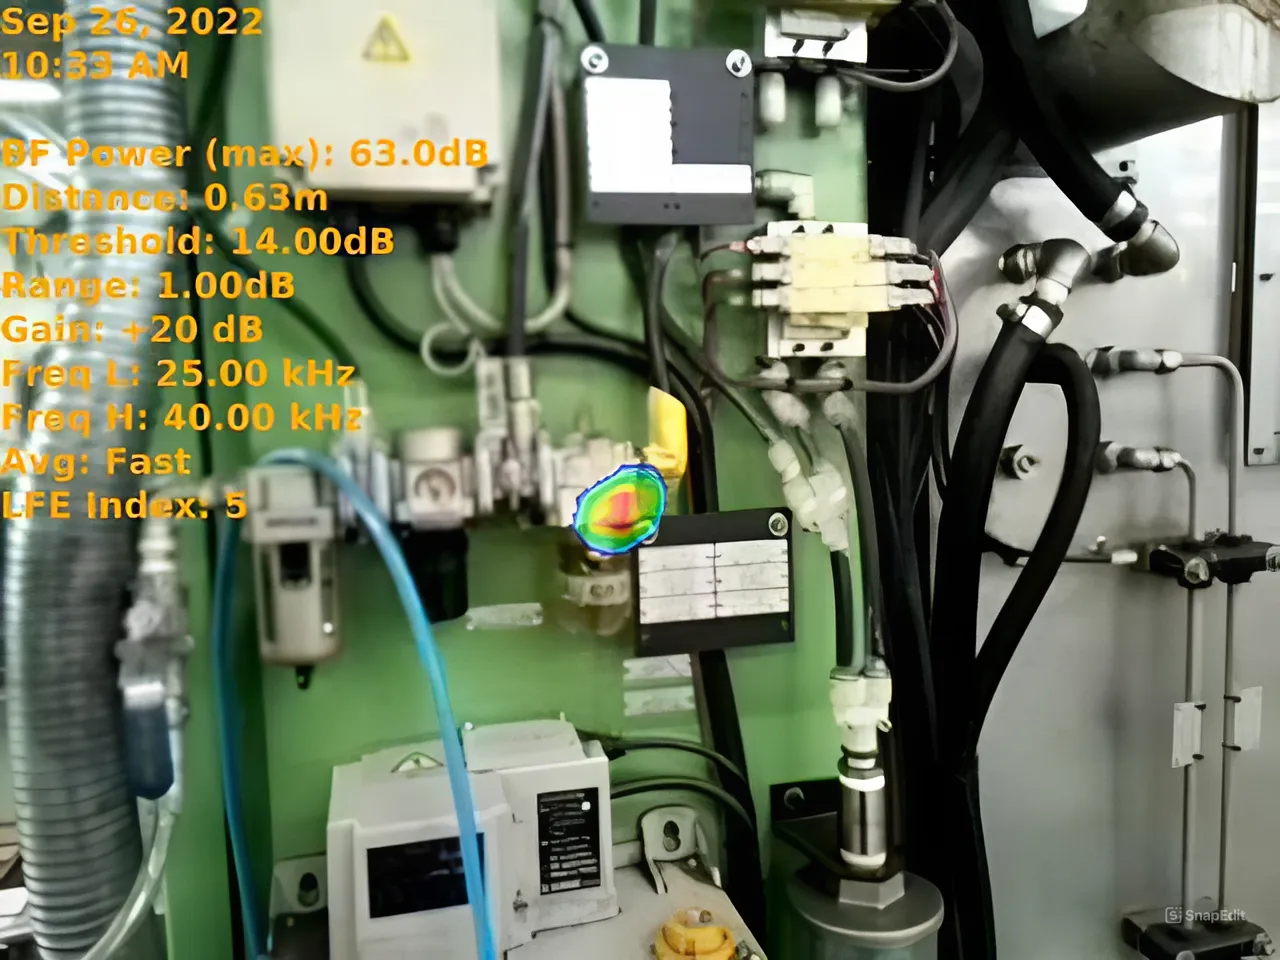 Sep 26, 2022
10:33 AM
BF Power (max): 63.0dB
Distance: 0.63m
Threshold: 14.00dB
Range: 1.00dB
Gain: +20 dB
Freq L: 25.00 kHz
Freq H: 40.00 kHz
Avg: Fast
LFE Index: 5
SnapEdit